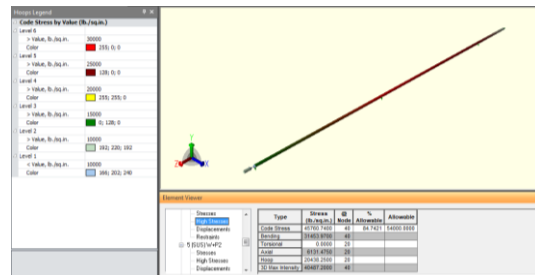 Hoops Legend
Code Stress by Value (lb./sq.in.)
Level 6
> Value, lb./sq.in. 30000
Color 255; 0; 0
Level 5
> Value, lb./sq.in. 25000
Color 128; 0; 0
Level 4
> Value, lb./sq.in. 20000
Color 255; 255; 0
Level 3
> Value, lb./sq.in. 15000
Color 0; 128; 0
Level 2
> Value, lb./sq.in. 10000
Color 192; 220; 192
Level 1
> Value, lb./sq.in. 10000
Color 166; 202; 240
Y
Z X
Element Viewer
Stresses
High Stresses
Displacements
Restraints
5 (SUS) W+P2
Stresses
High Stresses
Displacements
Type Stress (lb./sq.in.) @ Node % Allowable Allowable
Code Stress 45760.7400 40 84.7421 54000.0000
Bending 40
Torsional 0.0000 20
Axial 20
Hoop 20438.2500 20
3D Max Intensity 40